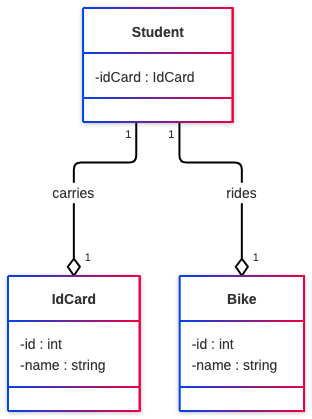 Student
-idCard : IdCard
1 1
carries rides
1 1
IdCard
-id : int
-name : string
Bike
-id : int
-name : string